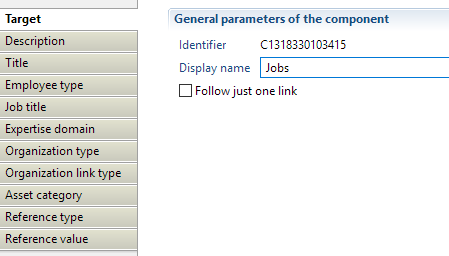 Target
Description
Title
Employee type
Job title
Expertise domain
Organization type
Organization link type
Asset category
Reference type
Reference value
General parameters of the component
Identifier C1318330103415
Display name Jobs
Follow just one link